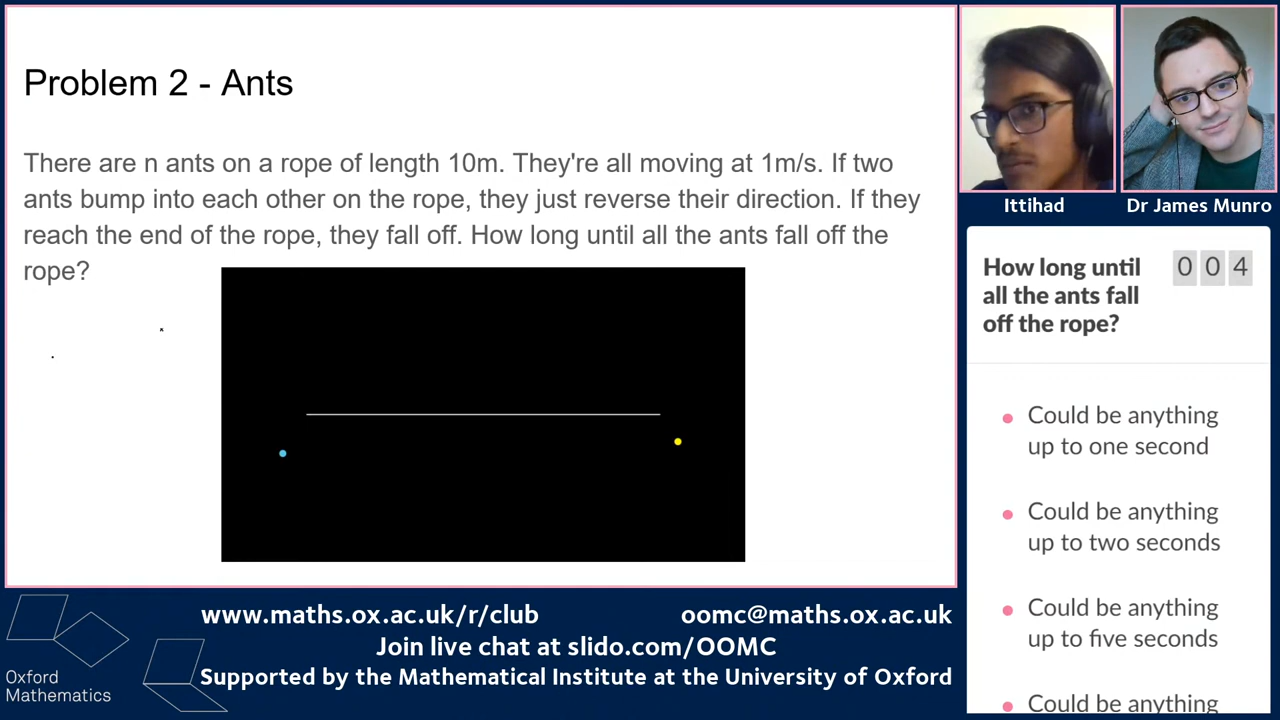 Problem 2 - Ants
There are n ants on a rope of length 10m. They're all moving at 1m/s. If two
ants bump into each other on the rope, they just reverse their direction. If they
reach the end of the rope, they fall off. How long until all the ants fall off the
rope?
Ittihad
Dr James Munro
How long until
all the ants fall
off the rope?
0 0 4
Could be anything
up to one second
Could be anything
up to two seconds
Could be anything
up to five seconds
Could be anything
www.maths.ox.ac.uk/r/club
oomc@maths.ox.ac.uk
Join live chat at slido.com/OOMC
Supported by the Mathematical Institute at the University of Oxford
Oxford
Mathematics